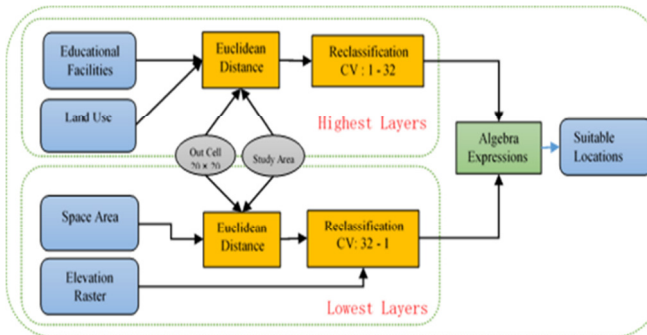 Educational
Facilities
Euclidean
Distance
Reclassification
CV : 1 - 32
Land Use
Highest Layers
Out Cell
20 × 20
Study Area
Algebra
Expressions
Suitable
Locations
Space Area
Euclidean
Distance
Reclassification
CV: 32 - 1
Elevation
Raster
Lowest Layers